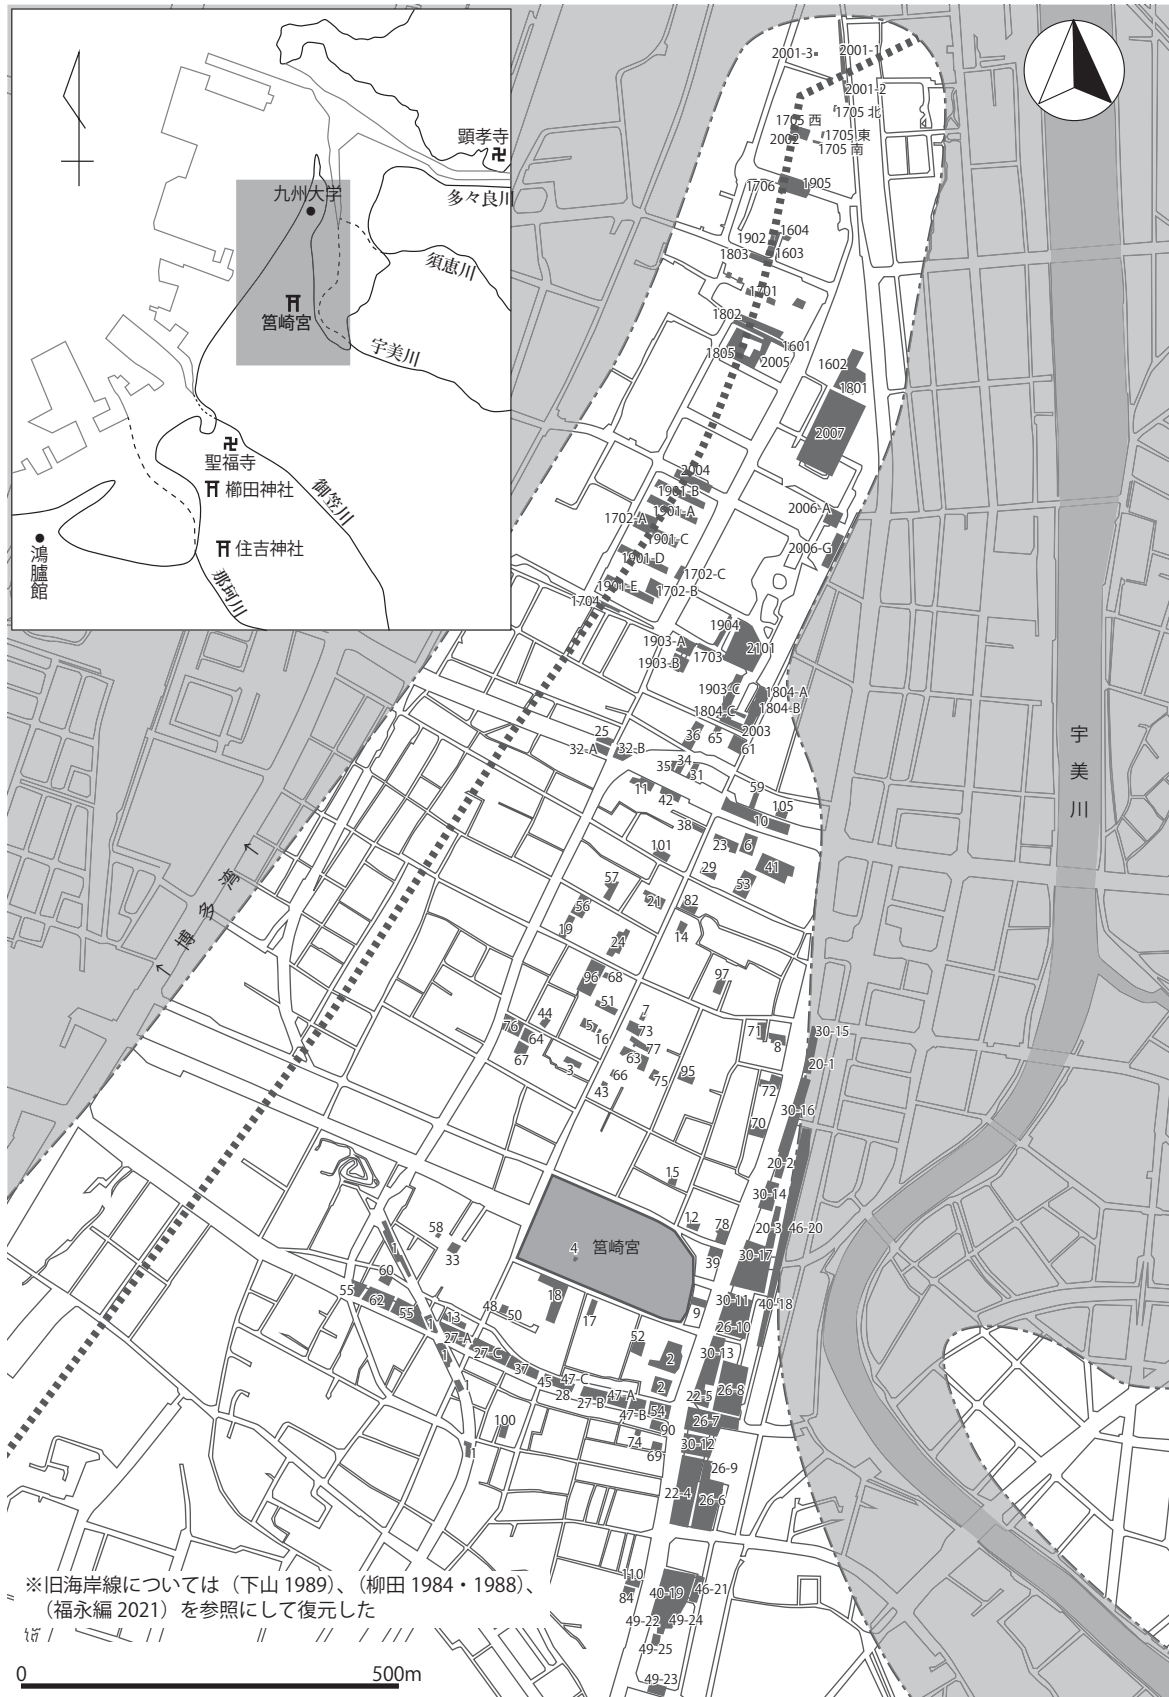 顕孝寺
九州大学
多々良川
須恵川
筥崎宮
宇美川
聖福寺
櫛田神社
御笠川
住吉神社
鴻臚館
那珂川
2001-3
2001-1
2001-2
1705 北
1705 西
1705 東
2002
1705 南
1706
1905
1604
1902
1803
1603
1701
1802
1601
1805
2005
1602
1801
2007
2004
1901-B
1901-A
1702-A
2006-A
1901-C
2006-G
1901-D
1702-C
1901-E
1702-B
1704
1904
1903-A
2101
1703
1903-B
1903-C
1804-A
1804-B
1804-C
2003
25
36
65
61
32-A
32-B
34
35
31
11
42
59
105
10
38
101
23
6
29
41
53
57
21
82
56
19
24
14
96
68
97
51
7
44
76
5
73
71
30-15
64
16
77
8
67
63
3
66
75
95
20-1
43
72
30-16
70
20-2
15
30-14
12
78
20-3
46-20
58
4
筥崎宮
33
39
30-17
1
60
55
62
55
18
48
50
17
9
30-11
40-18
1
13
26-10
27-A
52
30-13
1
27-C
2
37
45
47-C
1
28
27-B
47-A
2
22-5
26-8
47-B
54
26-7
100
90
74
30-12
1
69
26-9
22-4
26-6
110
84
40-19
46-21
49-22
49-24
49-25
49-23
宇美川
←博多湾←
※旧海岸線については（下山 1989）、（柳田 1984・1988）、
（福永編 2021）を参照にして復元した
0
500m